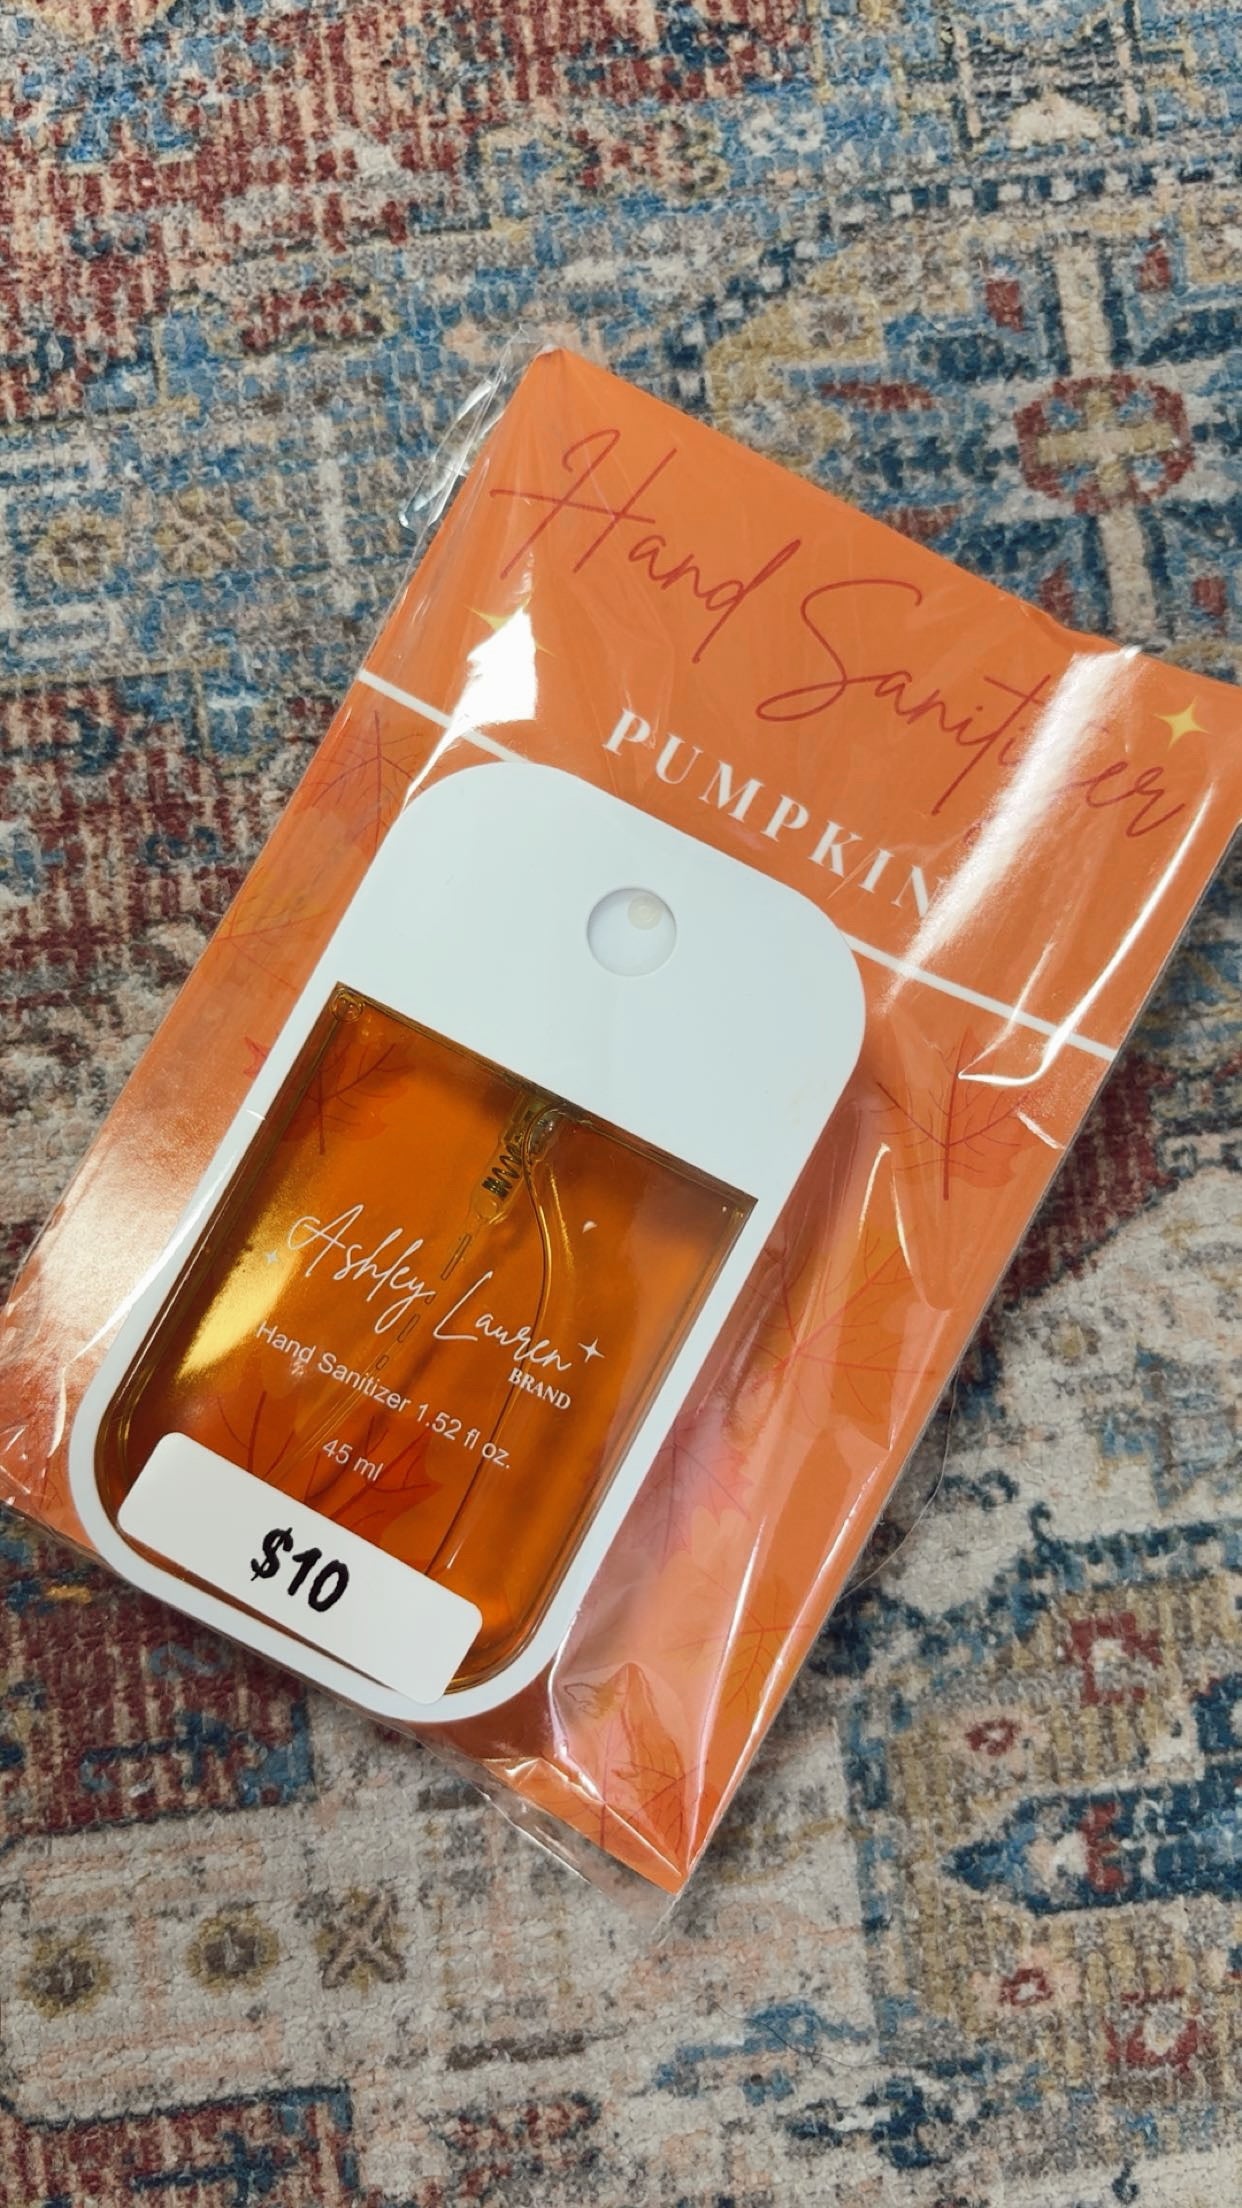 Hand Sanitizer
PUMPKIN
Ashley Lauren
BRAND
Hand Sanitizer 1.52 fl oz.
45 ml
$10